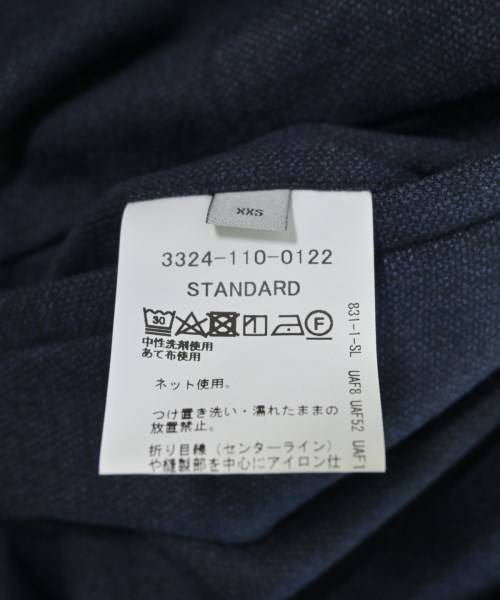 XXS
3324-110-0122
STANDARD
30 F
中性洗剤使用
あて布使用
ネット使用。
つけ置き洗い・濡れたままの
放置禁止。
折り目線（センターライン）
や縫製部を中心にアイロン仕
831-1-SL UAF8 UAF52 UAF1